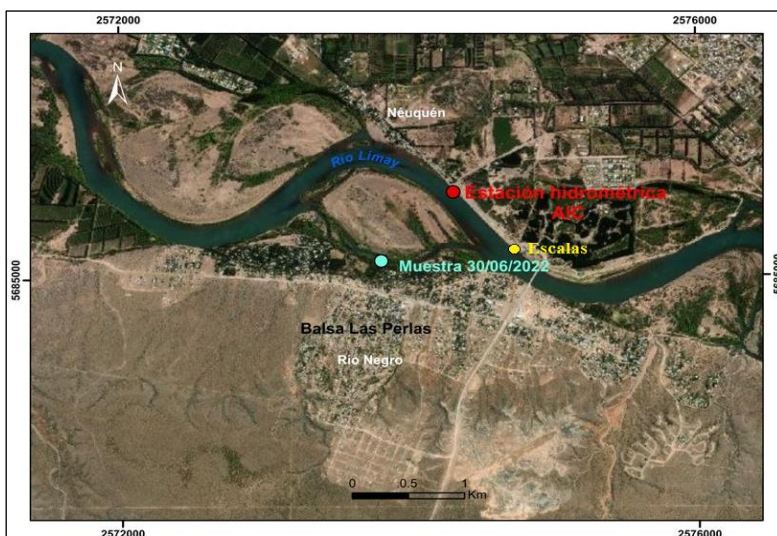 2572000
2576000
N
Néuquén
Río Limay
Estación hidrométrica
AIC
Escalas
Muestra 30/06/2022
5685000
5685000
Balsa Las Perlas
Río Negro
0 0.5 1
Km
2572000
2576000